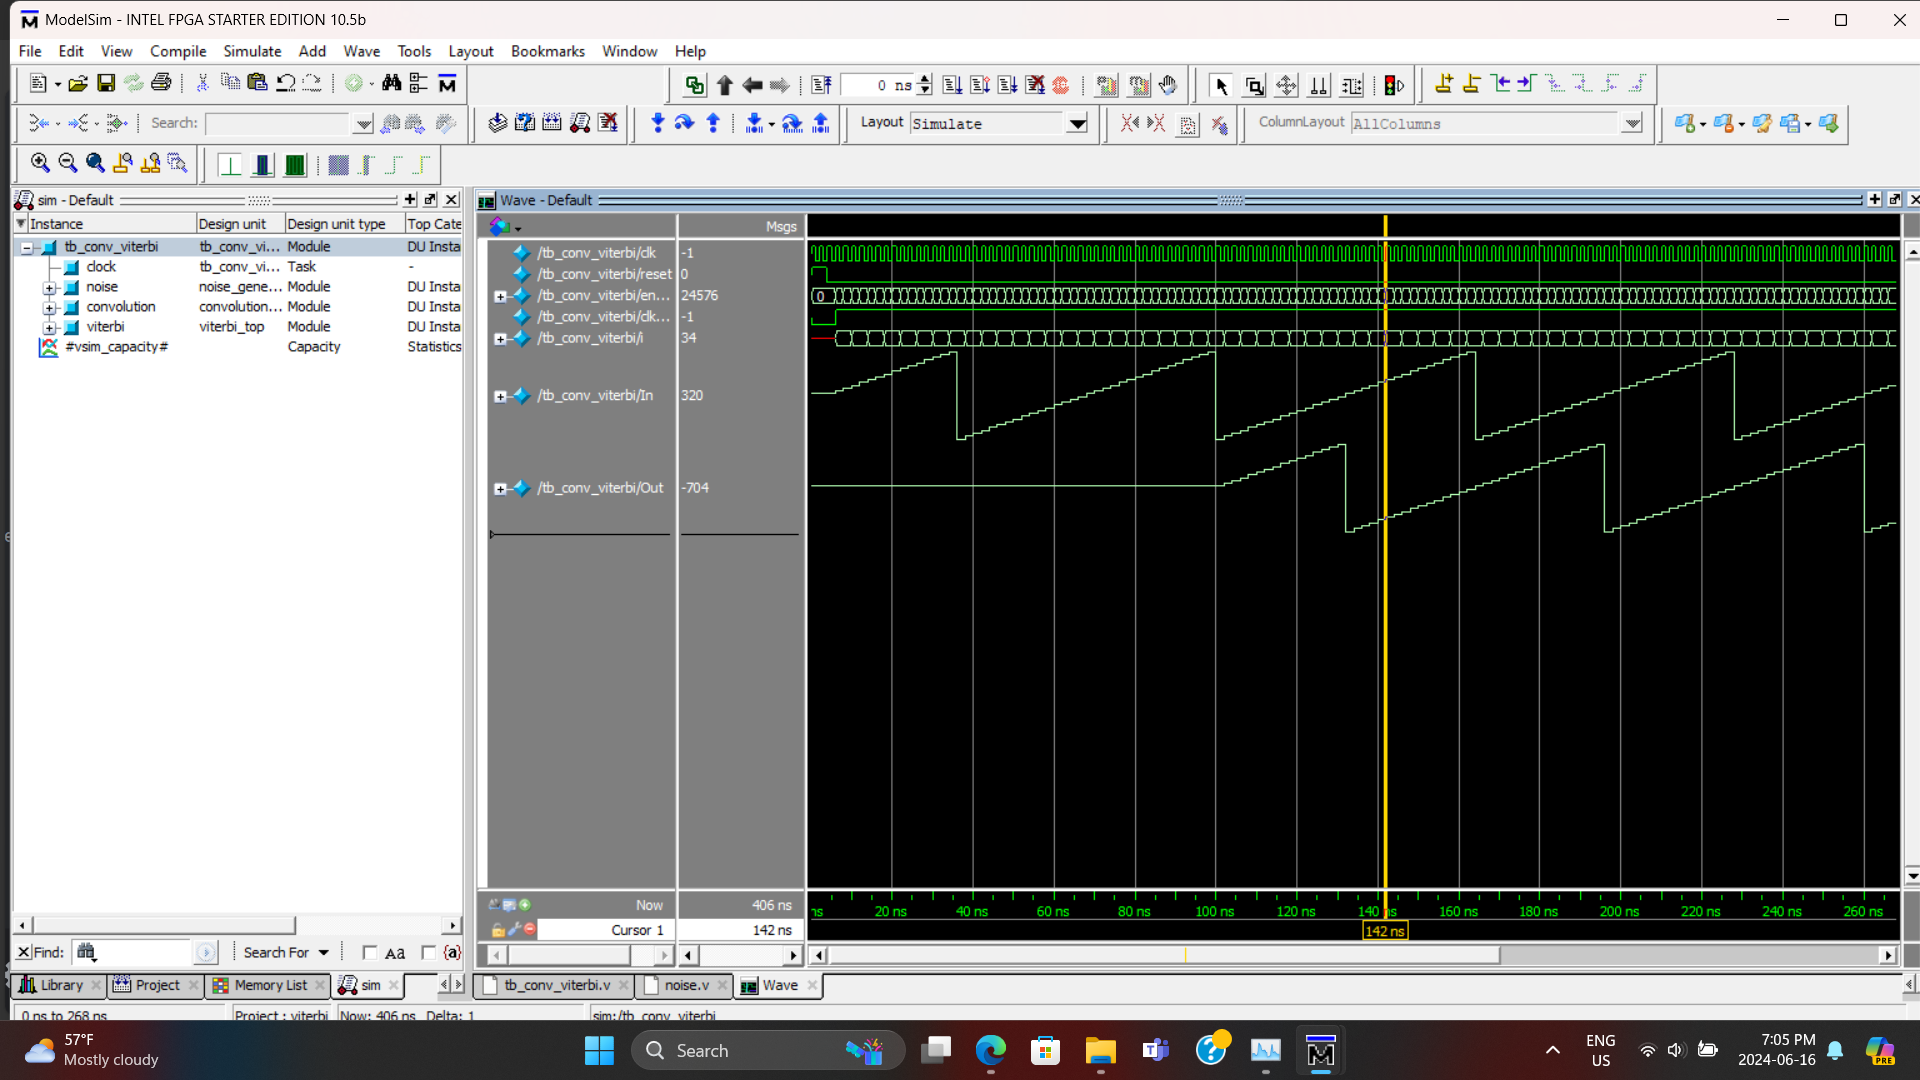 ModelSim - INTEL FPGA STARTER EDITION 10.5b
File Edit View Compile Simulate Add Wave Tools Layout Bookmarks Window Help
0 ns
Search:
Layout Simulate
ColumnLayout AllColumns
sim - Default
Instance Design unit Design unit type Top Cate
tb_conv_viterbi tb_conv_vi... Module DU Insta
clock tb_conv_vi... Task -
noise noise_gene... Module DU Insta
convolution convolution... Module DU Insta
viterbi viterbi_top Module DU Insta
#vsim_capacity# Capacity Statistics
Find: Search For Aa {a}
Library Project Memory List sim
Wave - Default
Msgs
/tb_conv_viterbi/clk -1
/tb_conv_viterbi/reset 0
/tb_conv_viterbi/en... 24576 0
/tb_conv_viterbi/clk... -1
/tb_conv_viterbi/i 34
/tb_conv_viterbi/In 320
/tb_conv_viterbi/Out -704
Now 406 ns
ns 20 ns 40 ns 60 ns 80 ns 100 ns 120 ns 140 ns 160 ns 180 ns 200 ns 220 ns 240 ns 260 ns
Cursor 1 142 ns
142 ns
tb_conv_viterbi.v noise.v Wave
0 ns to 268 ns Project : viterbi Now: 406 ns Delta: 1 sim:/tb_conv_viterbi
57°F
Mostly cloudy
Search
ENG
US
7:05 PM
2024-06-16
PRE